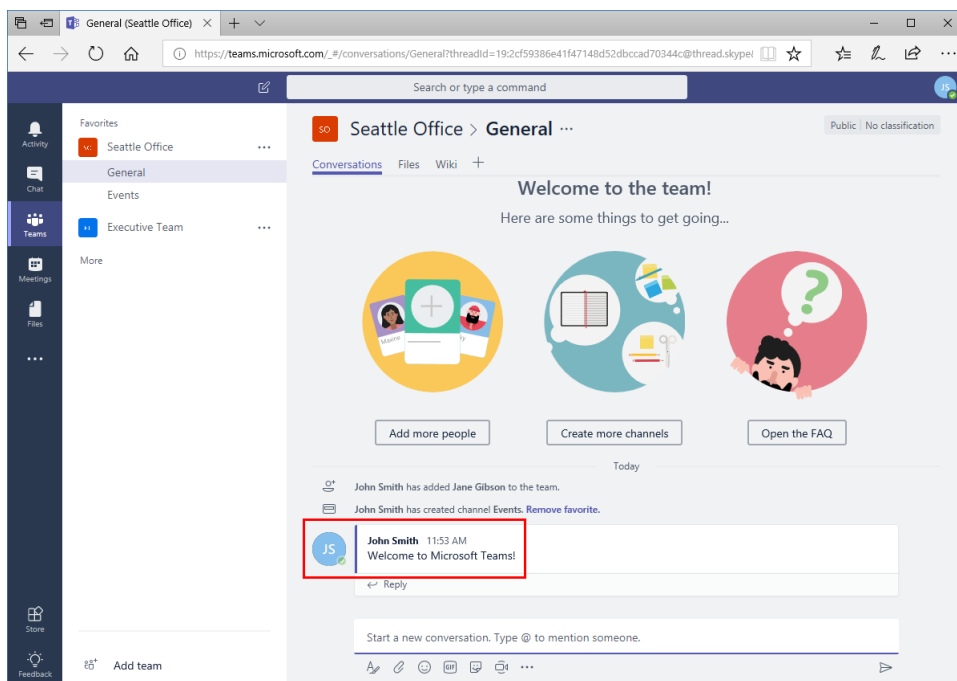 General (Seattle Office)
https://teams.microsoft.com/_#/conversations/General?threadId=19:2cf59386e41f47148d52dbccad70344c@thread.skype&
Search or type a command
JS
Activity
Chat
Teams
Meetings
Files
Store
Feedback
Favorites
Seattle Office
General
Events
Executive Team
More
Add team
SO
Seattle Office > General
Public
No classification
Conversations
Files
Wiki
Welcome to the team!
Here are some things to get going...
Maxine
Add more people
Create more channels
Open the FAQ
Today
John Smith has added Jane Gibson to the team.
John Smith has created channel Events. Remove favorite.
JS
John Smith 11:53 AM
Welcome to Microsoft Teams!
Reply
Start a new conversation. Type @ to mention someone.
GIF